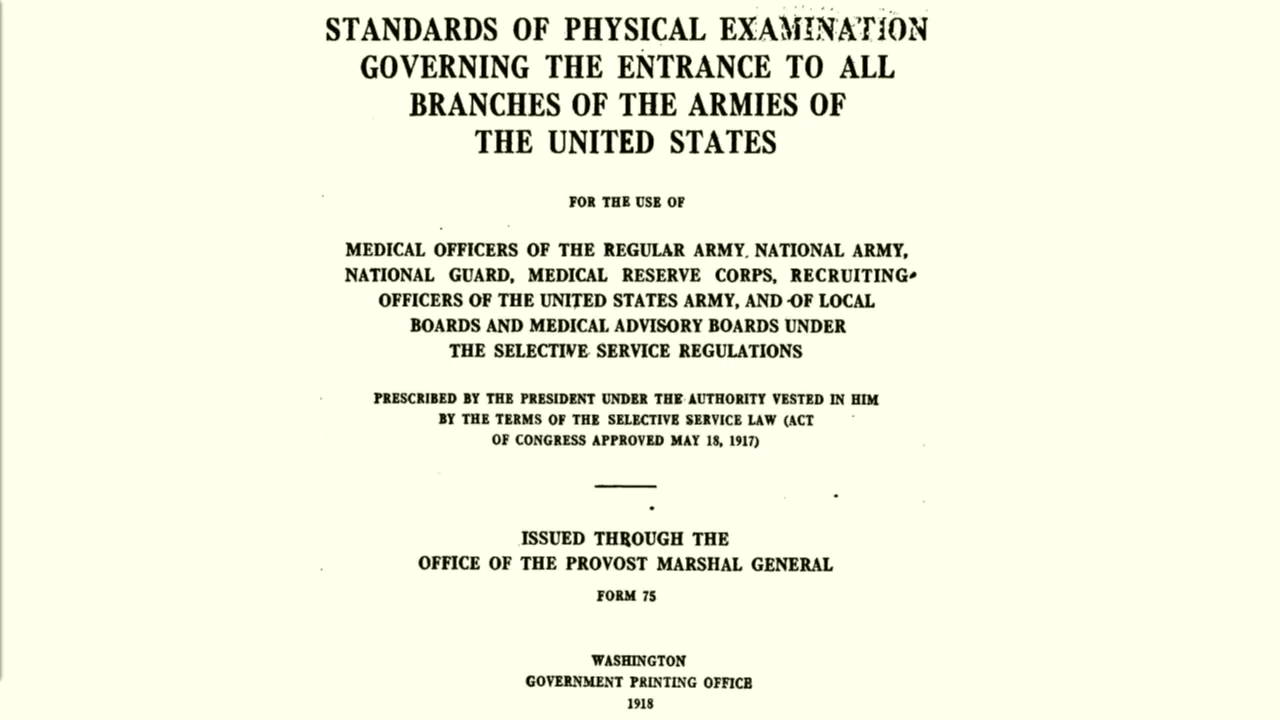 STANDARDS OF PHYSICAL EXAMINATION
GOVERNING THE ENTRANCE TO ALL
BRANCHES OF THE ARMIES OF
THE UNITED STATES
FOR THE USE OF
MEDICAL OFFICERS OF THE REGULAR ARMY, NATIONAL ARMY,
NATIONAL GUARD, MEDICAL RESERVE CORPS, RECRUITING
OFFICERS OF THE UNITED STATES ARMY, AND OF LOCAL
BOARDS AND MEDICAL ADVISORY BOARDS UNDER
THE SELECTIVE SERVICE REGULATIONS
PRESCRIBED BY THE PRESIDENT UNDER THE AUTHORITY VESTED IN HIM
BY THE TERMS OF THE SELECTIVE SERVICE LAW (ACT
OF CONGRESS APPROVED MAY 18, 1917)
ISSUED THROUGH THE
OFFICE OF THE PROVOST MARSHAL GENERAL
FORM 75
WASHINGTON
GOVERNMENT PRINTING OFFICE
1918